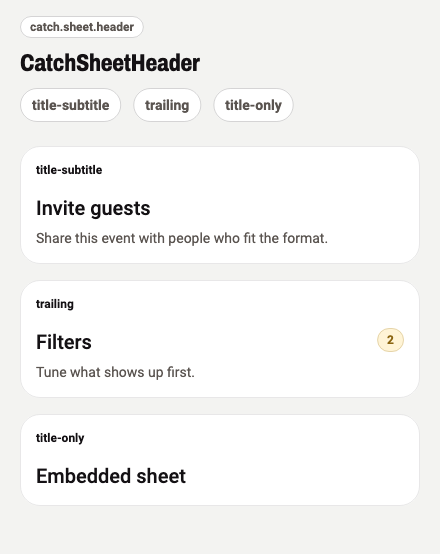 catch.sheet.header
CatchSheetHeader
title-subtitle trailing title-only
title-subtitle
Invite guests
Share this event with people who fit the format.
trailing
Filters 2
Tune what shows up first.
title-only
Embedded sheet